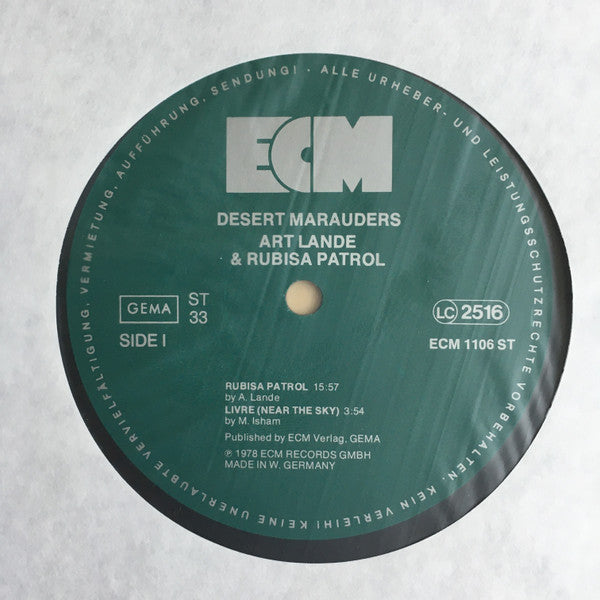 ECM
DESERT MARAUDERS
ART LANDE
& RUBISA PATROL
GEMA
ST
33
SIDE I
LC 2516
ECM 1106 ST
RUBISA PATROL 15:57
by A. Lande
LIVRE (NEAR THE SKY) 3:54
by M. Isham
Published by ECM Verlag, GEMA
℗ 1978 ECM RECORDS GMBH
MADE IN W. GERMANY
ALLE URHEBER- UND LEISTUNGSSCHUTZRECHTE VORBEHALTEN. KEIN VERLEIH! KEINE UNERLAUBTE VERVIELFÄLTIGUNG, VERMIETUNG, AUFFÜHRUNG, SENDUNG! ·